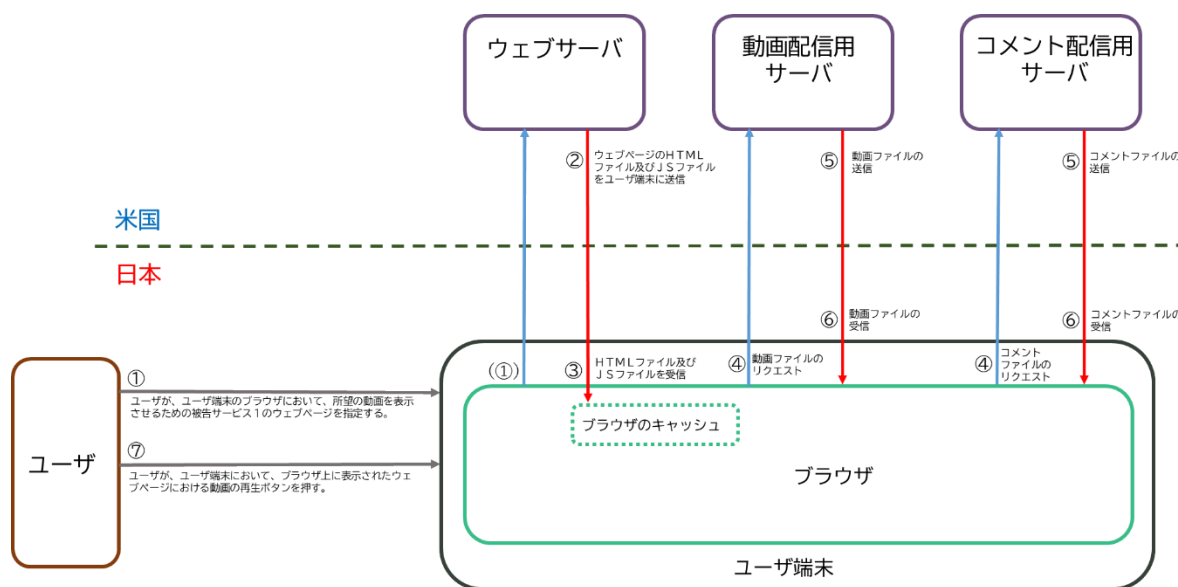 ウェブサーバ
動画配信用
サーバ
コメント配信用
サーバ
②
ウェブページのＨＴＭＬ
ファイル及びＪＳファイル
をユーザ端末に送信
⑤
動画ファイルの
送信
⑤
コメントファイルの
送信
米国
日本
⑥
動画ファイルの
受信
⑥
コメントファイルの
受信
(①)
③
ＨＴＭＬファイル及び
ＪＳファイルを受信
④
動画ファイルの
リクエスト
④
コメント
ファイルの
リクエスト
①
ユーザが、ユーザ端末のブラウザにおいて、所望の動画を表示
させるための被告サービス１のウェブページを指定する。
ブラウザのキャッシュ
⑦
ユーザ
ユーザが、ユーザ端末において、ブラウザ上に表示されたウェ
ブページにおける動画の再生ボタンを押す。
ブラウザ
ユーザ端末